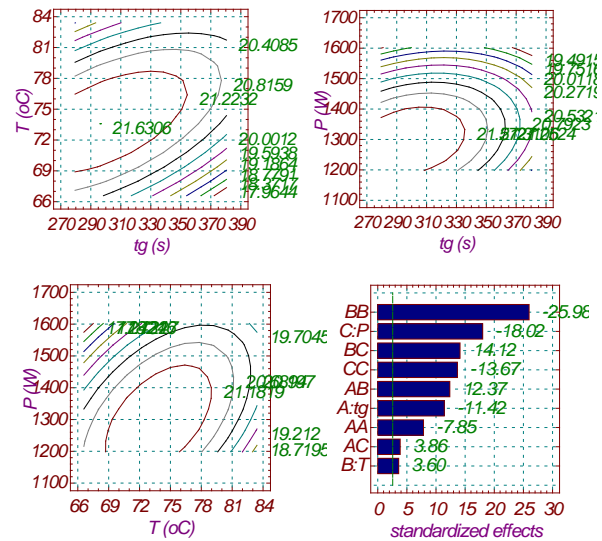 84
81
78
75
72
69
66
T (oC)
20.4085
20.8159
21.2232
21.6306
20.0012
19.5938
19.1864
18.7791
18.3717
17.9644
270 290 310 330 350 370 390
tg (s)
1700
1600
1500
1400
1300
1200
1100
P (W)
19.4915
20.2719
270 290 310 330 350 370 390
tg (s)
1700
1600
1500
1400
1300
1200
1100
P (W)
19.7045
21.1819
19.212
18.7195
66 69 72 75 78 81 84
T (oC)
BB -25.98
C:P -18.02
BC 14.12
CC -13.67
AB 12.37
A:tg -11.42
AA -7.85
AC 3.86
B:T 3.60
0 5 10 15 20 25 30
standardized effects